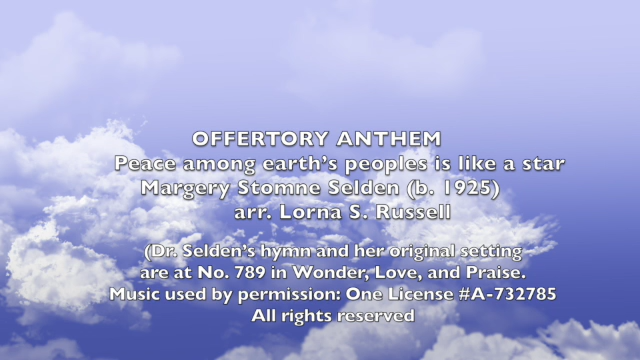 OFFERTORY ANTHEM
Peace among earth's peoples is like a star
Margery Stomne Selden (b. 1925)
arr. Lorna S. Russell
(Dr. Selden's hymn and her original setting
are at No. 789 in Wonder, Love, and Praise.
Music used by permission: One License #A-732785
All rights reserved